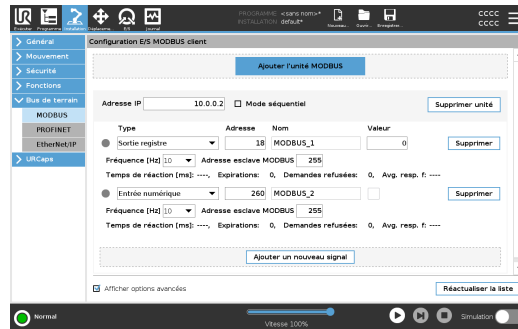 PROGRAMME <sans nom>*
INSTALLATION default*
CCCC
CCCC
Exécuter Programme Installation Déplaceme... E/S Journal
Nouveau... Ouvrir... Enregistrer...
Général
Configuration E/S MODBUS client
Mouvement
Sécurité
Fonctions
Bus de terrain
MODBUS
PROFINET
EtherNet/IP
URCaps
Ajouter l'unité MODBUS
Adresse IP 10.0.0.2 Mode séquentiel Supprimer unité
Type Adresse Nom Valeur
Sortie registre 18 MODBUS_1 0 Supprimer
Fréquence [Hz] 10 Adresse esclave MODBUS 255
Temps de réaction [ms]: ----, Expirations: 0, Demandes refusées: 0, Avg. resp. f: ----
Entrée numérique 260 MODBUS_2 Supprimer
Fréquence [Hz] 10 Adresse esclave MODBUS 255
Temps de réaction [ms]: ----, Expirations: 0, Demandes refusées: 0, Avg. resp. f: ----
Ajouter un nouveau signal
Afficher options avancées Réactualiser la liste
Normal
Vitesse 100%
Simulation